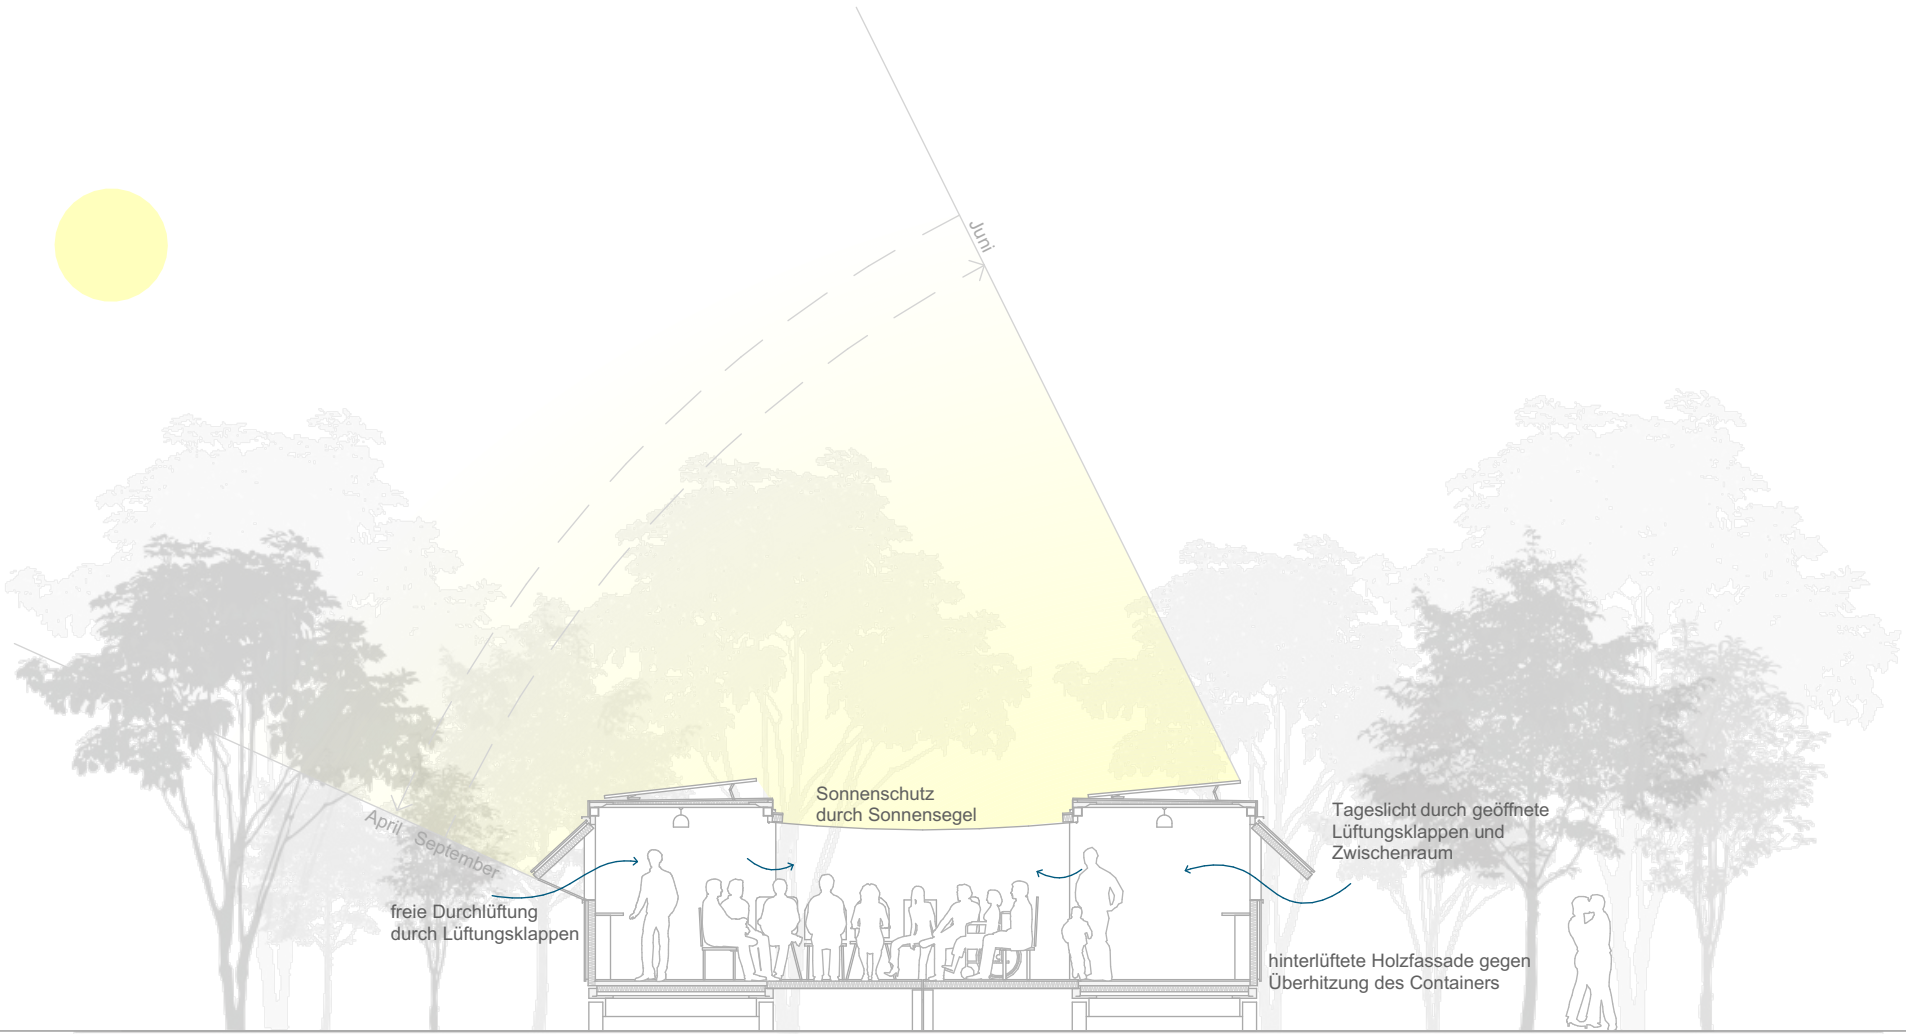 Juni
Sonnenschutz
durch Sonnensegel
Tageslicht durch geöffnete
Lüftungsklappen und
Zwischenraum
April - September
freie Durchlüftung
durch Lüftungsklappen
hinterlüftete Holzfassade gegen
Überhitzung des Containers